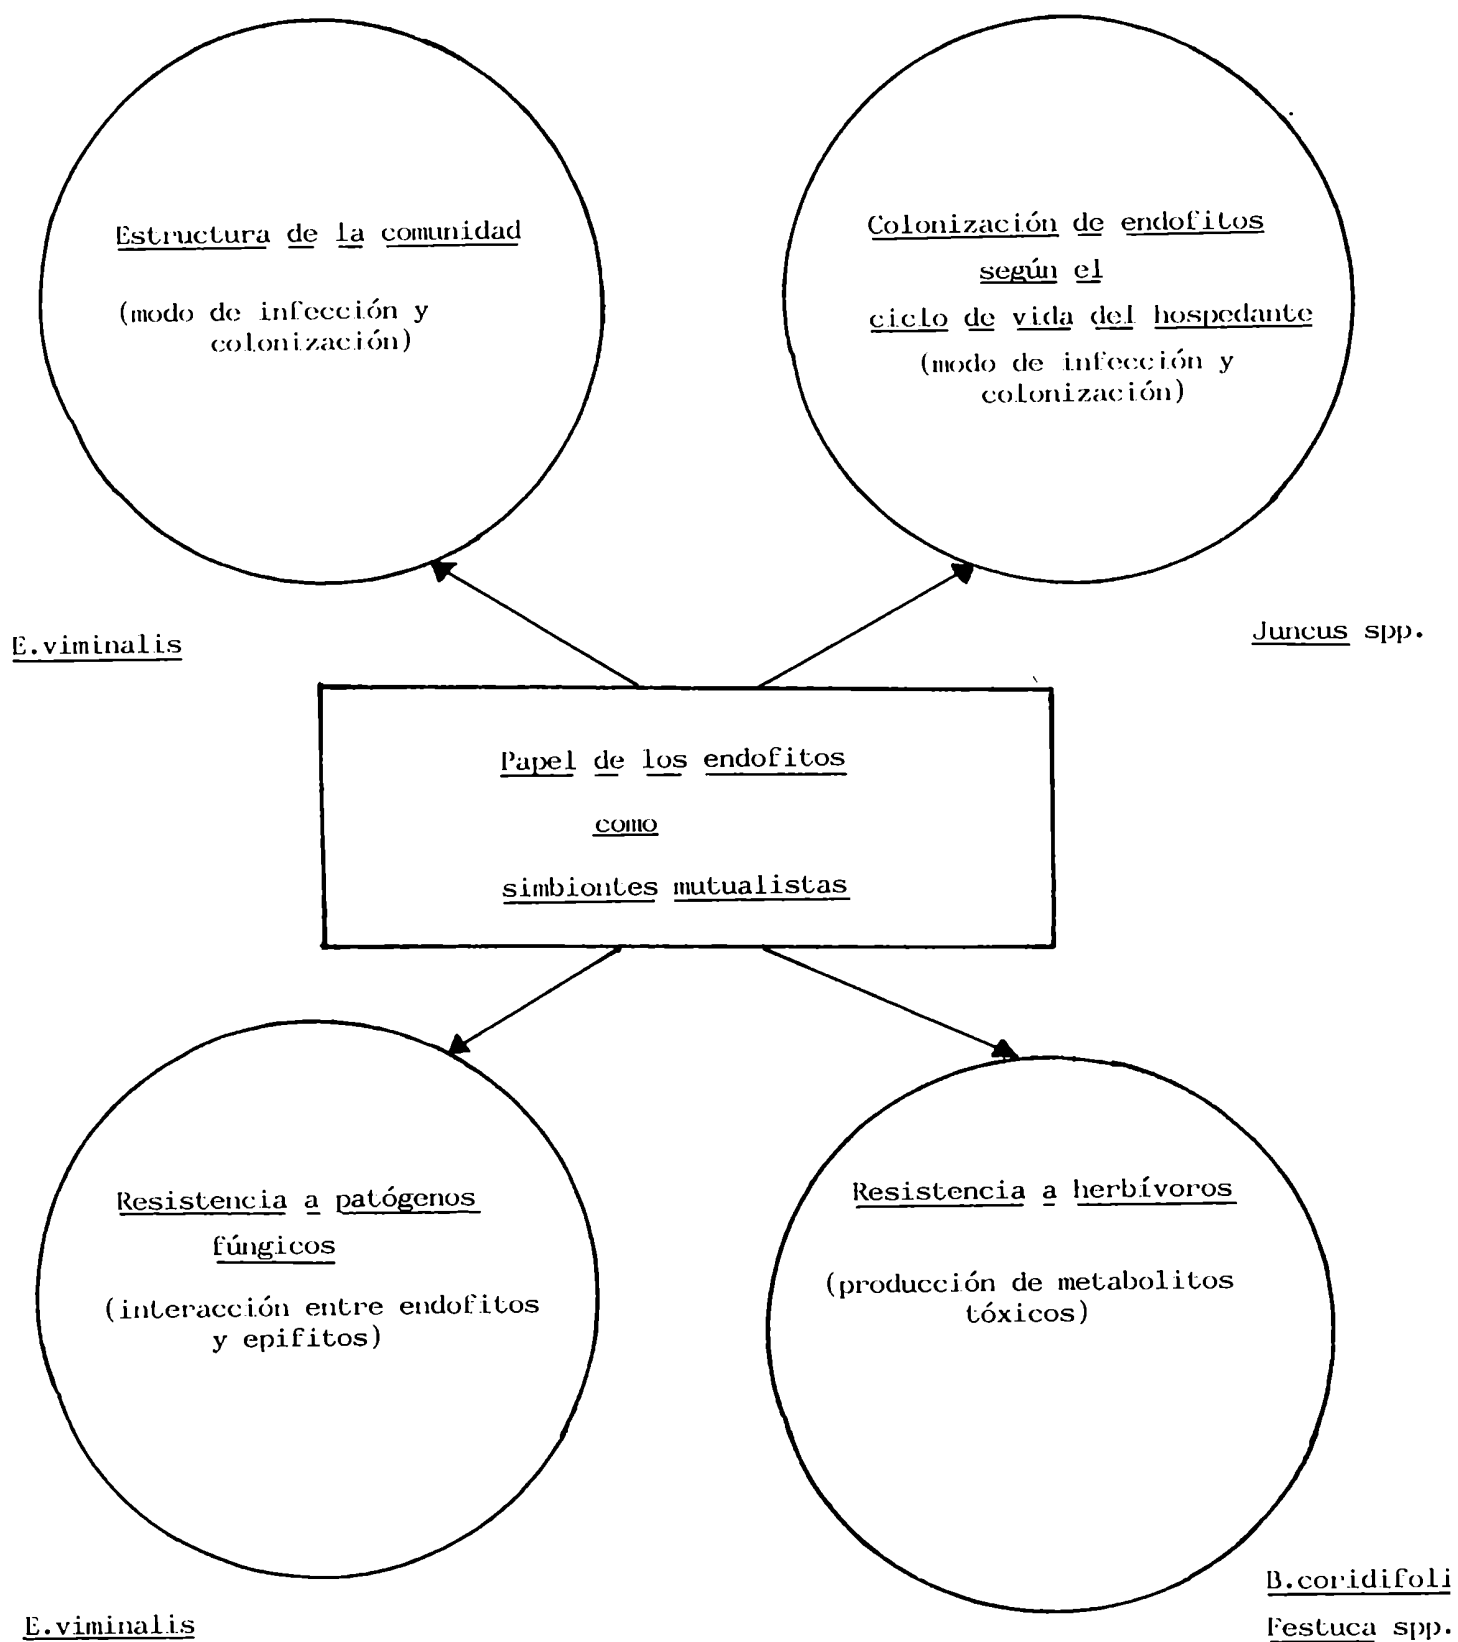 Estructura de la comunidad
(modo de infección y
colonización)
Colonización de endofitos
según el
ciclo de vida del hospedante
(modo de infección y
colonización)
E.viminalis
Juncus spp.
Papel de los endofitos
como
simbiontes mutualistas
Resistencia a patógenos
fúngicos
(interacción entre endofitos
y epifitos)
Resistencia a herbívoros
(producción de metabolitos
tóxicos)
E.viminalis
B.coridifoli
Festuca spp.